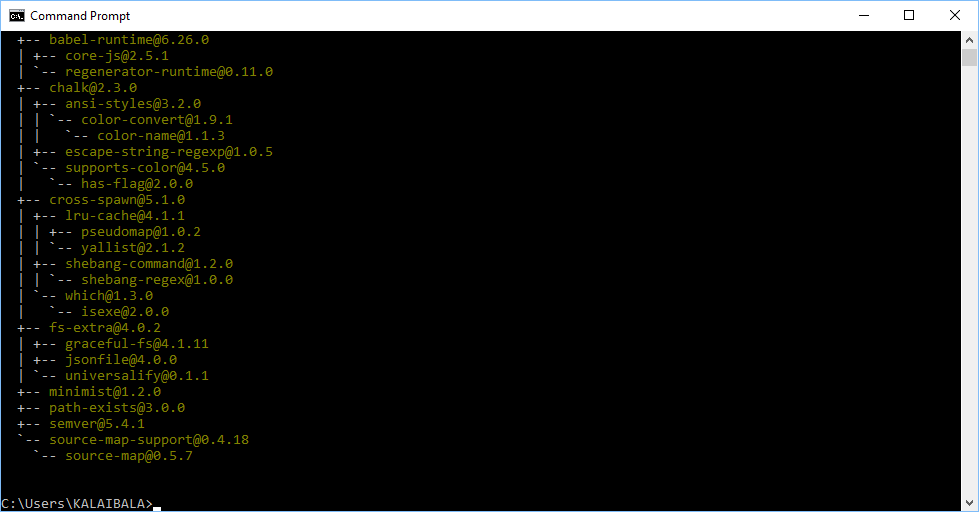 Command Prompt
+-- babel-runtime@6.26.0
| +-- core-js@2.5.1
| `-- regenerator-runtime@0.11.0
+-- chalk@2.3.0
| +-- ansi-styles@3.2.0
| | `-- color-convert@1.9.1
| |   `-- color-name@1.1.3
| +-- escape-string-regexp@1.0.5
| `-- supports-color@4.5.0
|   `-- has-flag@2.0.0
+-- cross-spawn@5.1.0
| +-- lru-cache@4.1.1
| | +-- pseudomap@1.0.2
| | `-- yallist@2.1.2
| +-- shebang-command@1.2.0
| | `-- shebang-regex@1.0.0
| `-- which@1.3.0
|   `-- isexe@2.0.0
+-- fs-extra@4.0.2
| +-- graceful-fs@4.1.11
| +-- jsonfile@4.0.0
| `-- universalify@0.1.1
+-- minimist@1.2.0
+-- path-exists@3.0.0
+-- semver@5.4.1
`-- source-map-support@0.4.18
  `-- source-map@0.5.7
C:\Users\KALAIBALA>